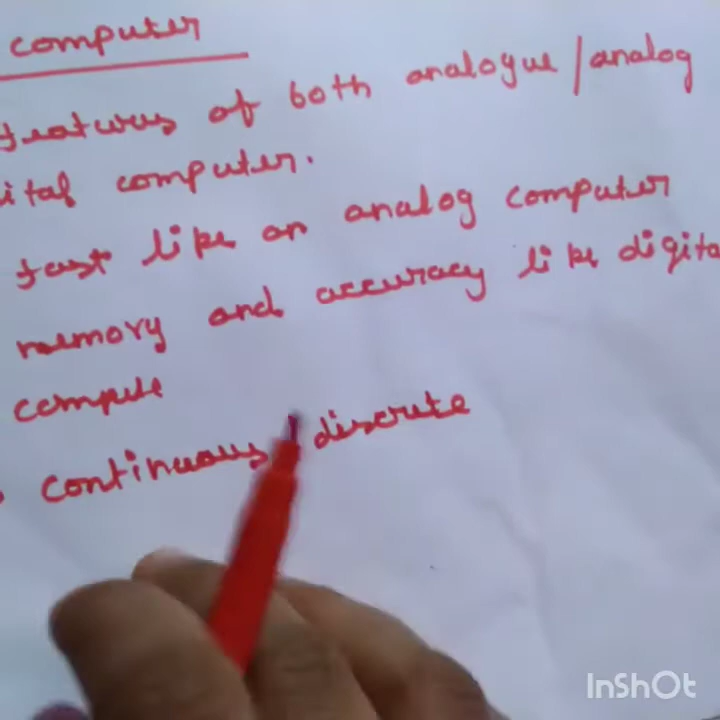 computer
features of both analogue/analog
ital computer.
fast like an analog computer
memory and accuracy like digita
compute
continuous discrete
InShOt